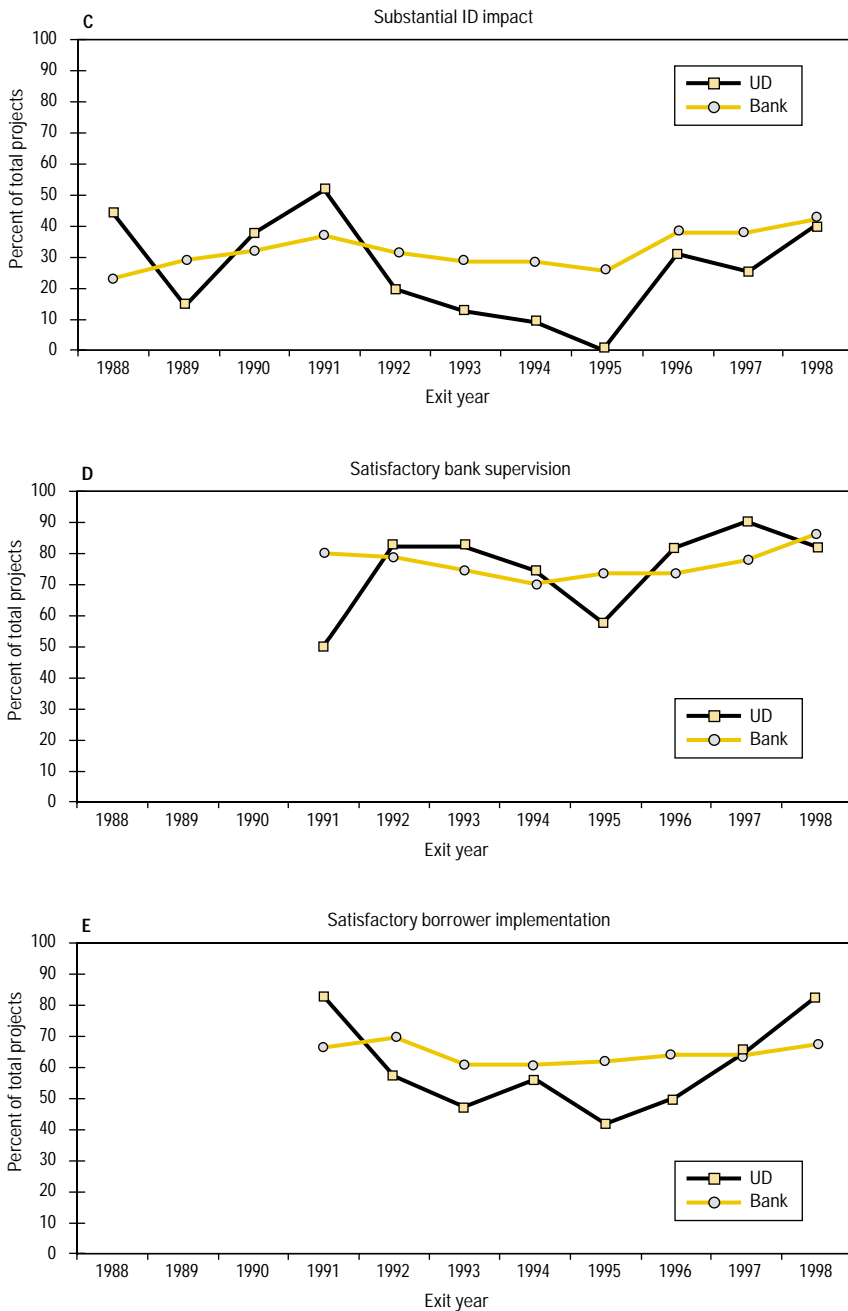 C
Substantial ID impact
100
90
80
70
60
50
40
30
20
10
0
Percent of total projects
UD
Bank
1988 1989 1990 1991 1992 1993 1994 1995 1996 1997 1998
Exit year
D
Satisfactory bank supervision
100
90
80
70
60
50
40
30
20
10
0
Percent of total projects
UD
Bank
1988 1989 1990 1991 1992 1993 1994 1995 1996 1997 1998
Exit year
E
Satisfactory borrower implementation
100
90
80
70
60
50
40
30
20
10
0
Percent of total projects
UD
Bank
1988 1989 1990 1991 1992 1993 1994 1995 1996 1997 1998
Exit year